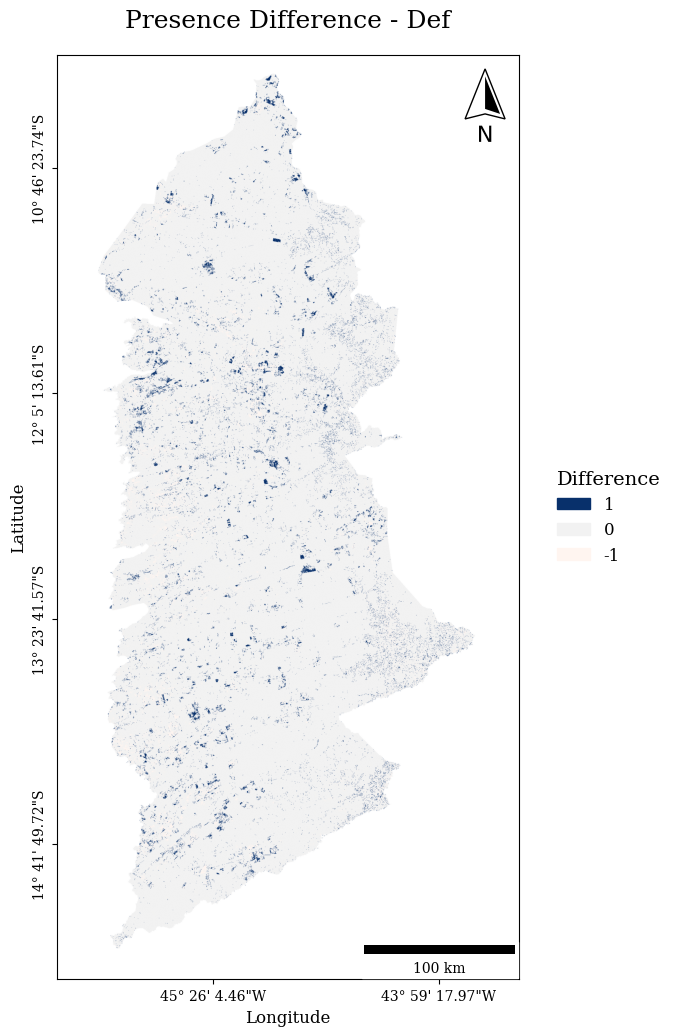 Presence Difference - Def
N
10° 46' 23.74"S
12° 5' 13.61"S
13° 23' 41.57"S
14° 41' 49.72"S
Latitude
Difference
1
0
-1
100 km
45° 26' 4.46"W
43° 59' 17.97"W
Longitude